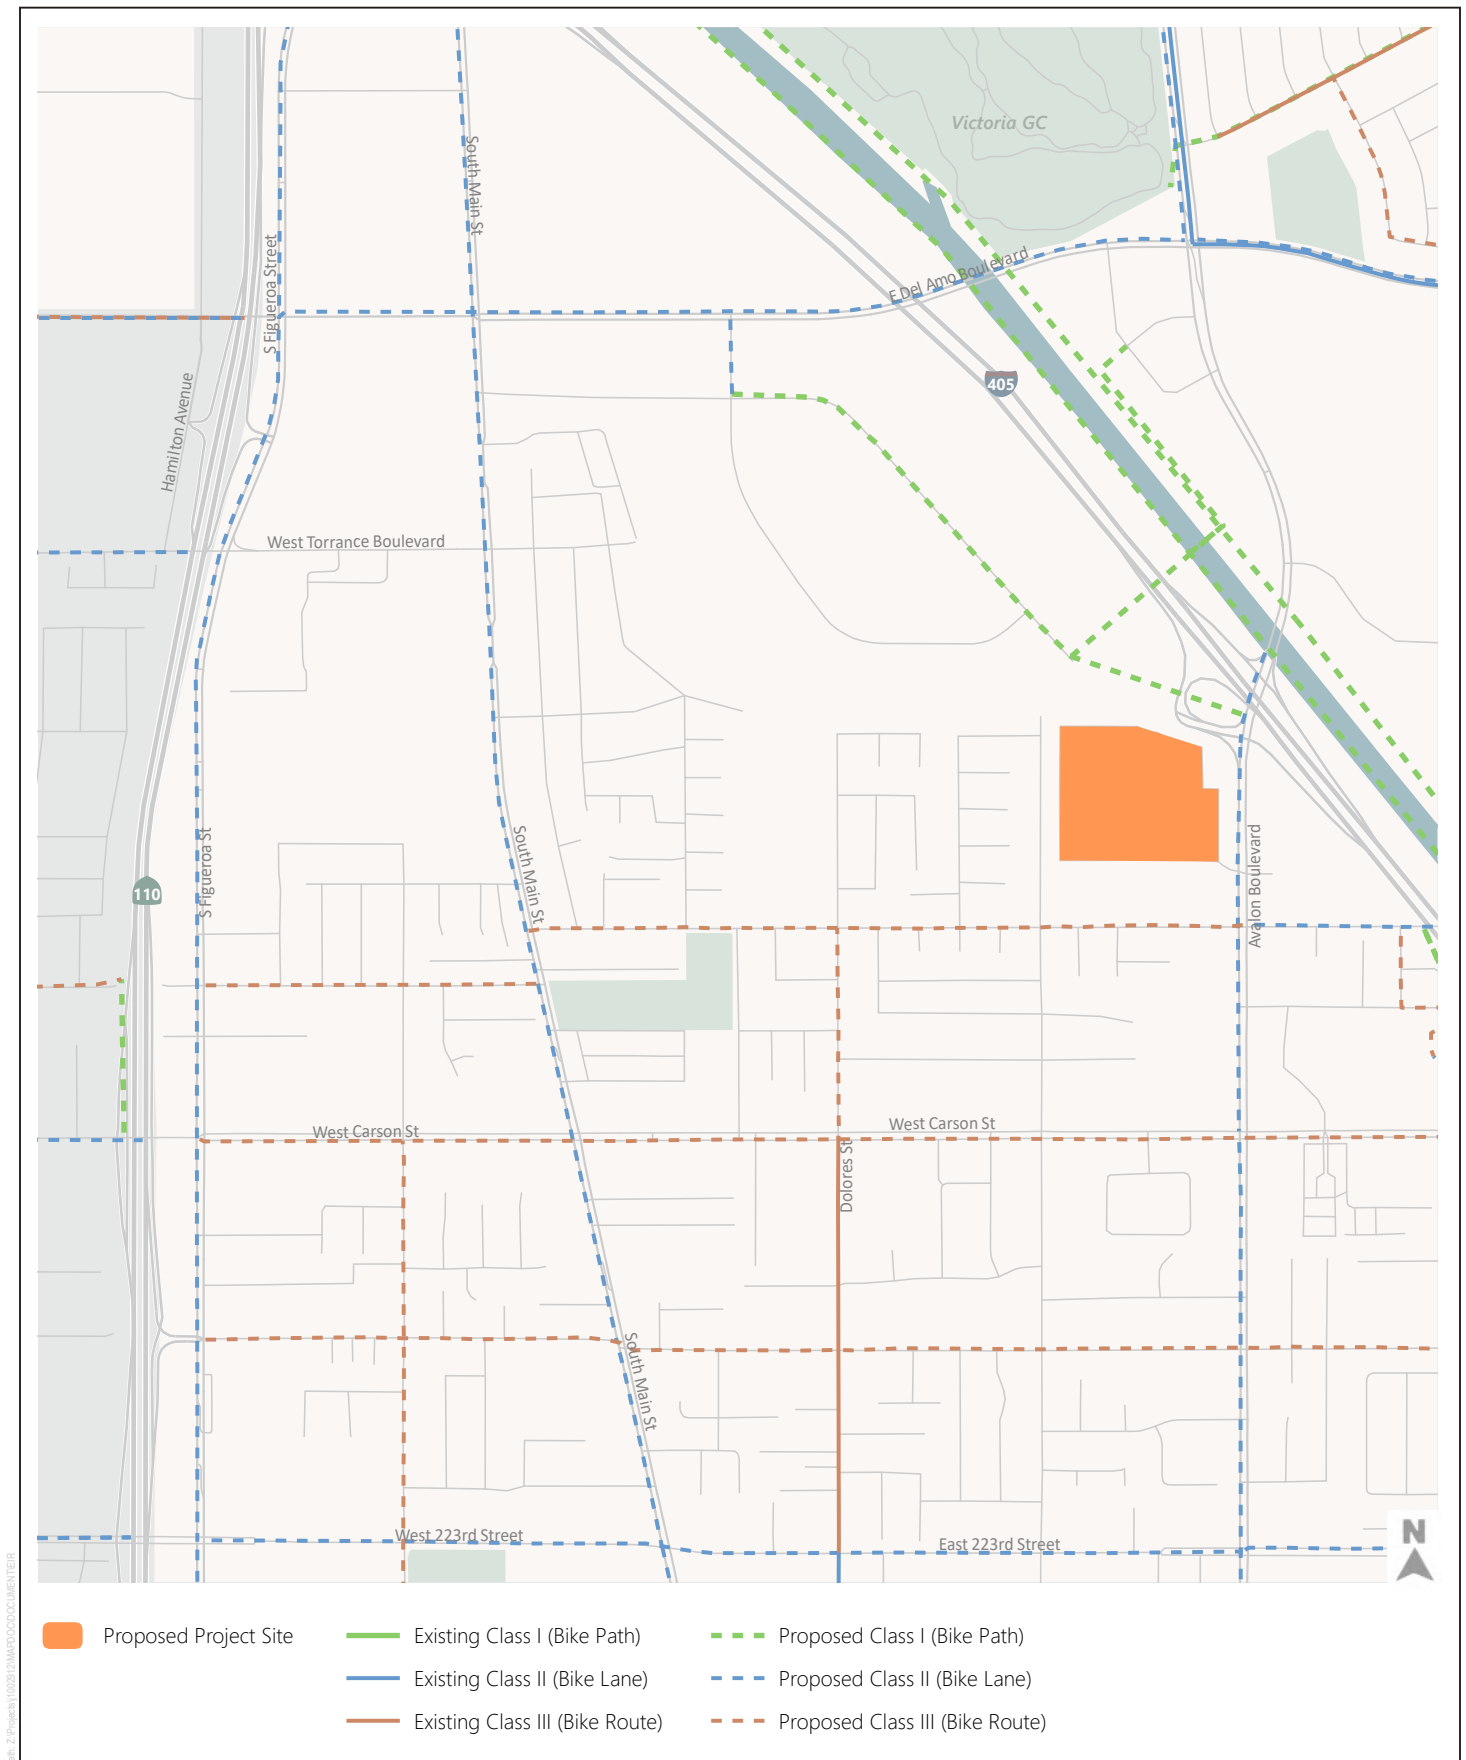 Victoria GC
South Main St
S Figueroa Street
E Del Amo Boulevard
405
Hamilton Avenue
West Torrance Boulevard
S Figueroa St
South Main St
Avalon Boulevard
110
West Carson St
West Carson St
Dolores St
South Main St
West 223rd Street
East 223rd Street
N
Proposed Project Site
Existing Class I (Bike Path)
Proposed Class I (Bike Path)
Existing Class II (Bike Lane)
Proposed Class II (Bike Lane)
Existing Class III (Bike Route)
Proposed Class III (Bike Route)